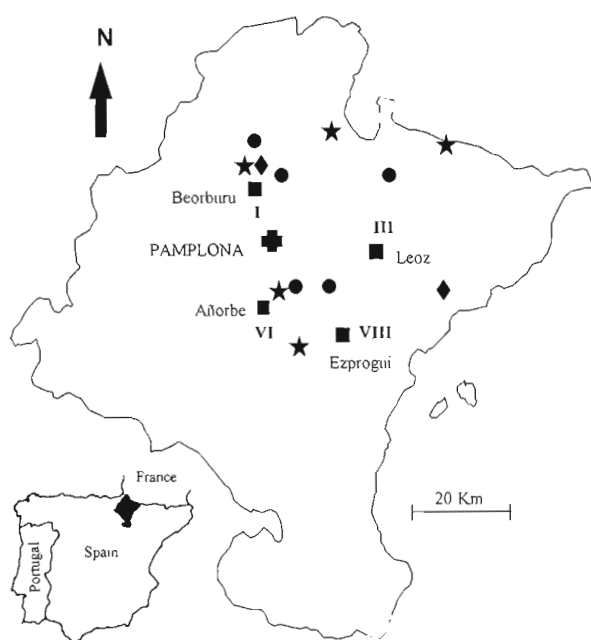 N
Beorburu
I
III
PAMPLONA
Leoz
Añorbe
VI
VIII
Ezprogui
France
20 Km
Spain
Portugal